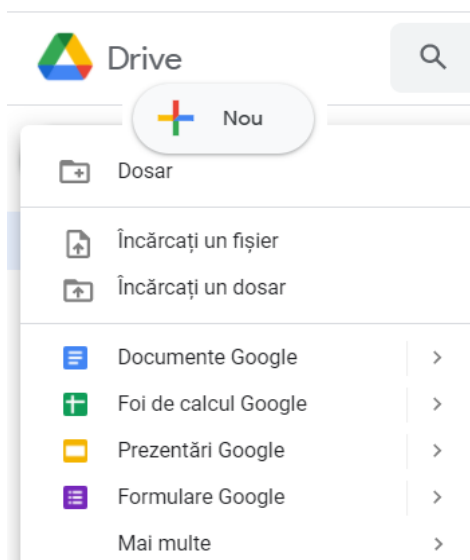 Drive
Nou
Dosar
Încărcați un fișier
Încărcați un dosar
Documente Google
Foi de calcul Google
Prezentări Google
Formulare Google
Mai multe